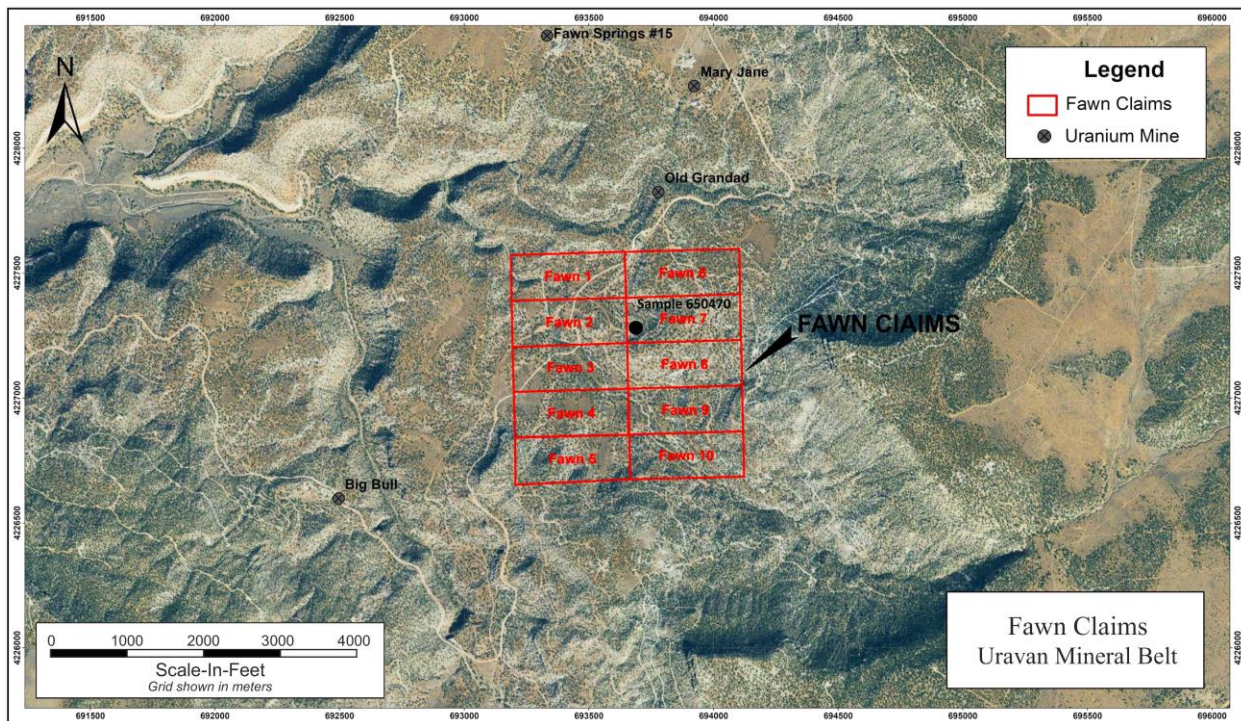 691500 692000 692500 693000 693500 694000 694500 695000 695500 696000
Fawn Springs #15
N
Mary Jane
Legend
Fawn Claims
Uranium Mine
4228000
4228000
Old Grandad
4227500
4227500
Fawn 1
Fawn 6
Sample 650470
Fawn 2
Fawn 7
FAWN ClAIMS
Fawn 3
Fawn 8
4227000
4227000
Fawn 4
Fawn 9
Fawn 5
Fawn 10
Big Bull
4226500
4226500
0 1000 2000 3000 4000
Scale-In-Feet
Grid shown in meters
Fawn Claims
Uravan Mineral Belt
4226000
4226000
691500 692000 692500 693000 693500 694000 694500 695000 695500 696000